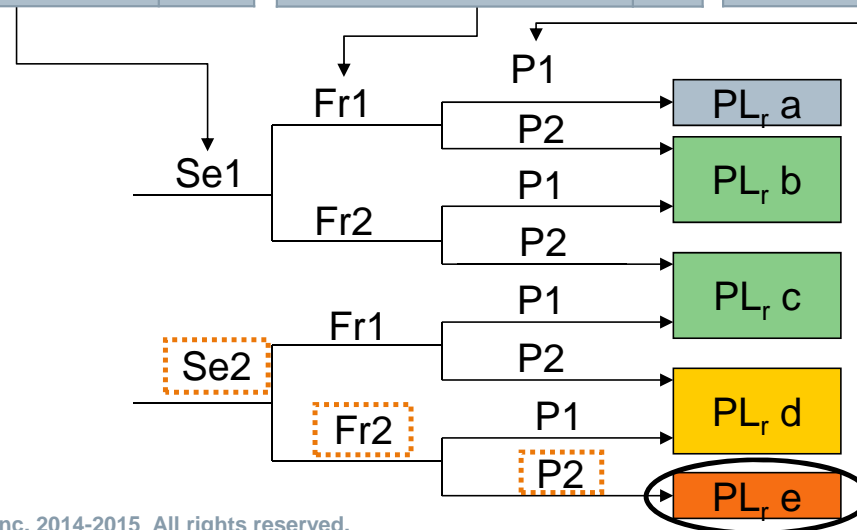 P1
Fr1
PLr a
P2
Se1
P1
PLr b
Fr2
P2
P1
PLr c
Fr1
Se2
P2
P1
PLr d
Fr2
P2
PLr e
nc. 2014-2015 All rights reserved.